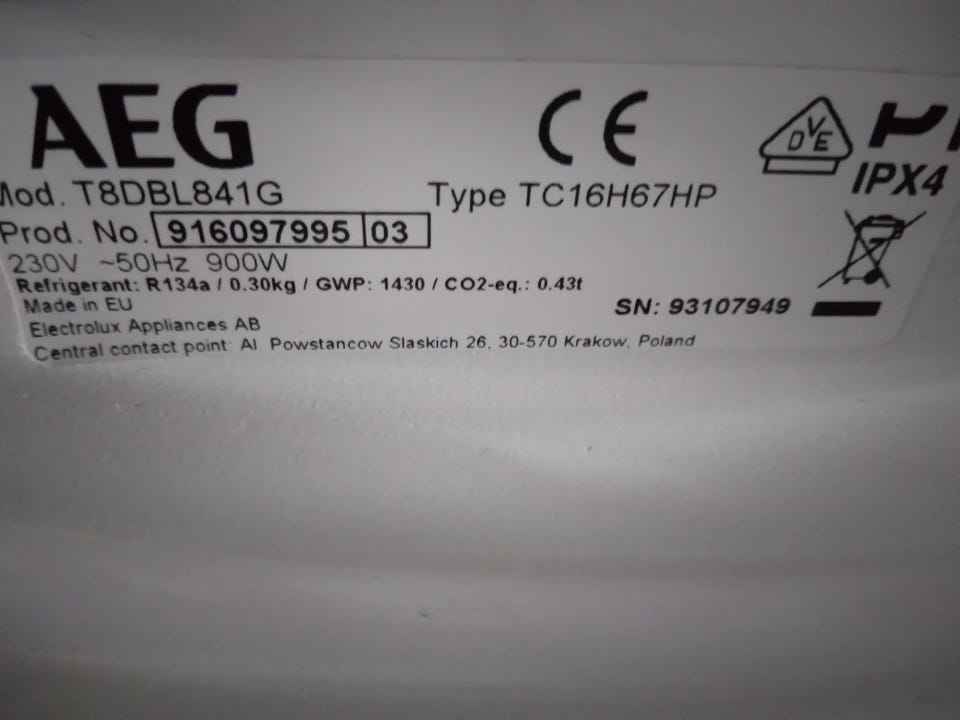 AEG
CE
DVE
IPX4
Mod. T8DBL841G Type TC16H67HP
Prod. No. 916097995 03
230V ~50Hz 900W
Refrigerant: R134a / 0.30kg / GWP: 1430 / CO2-eq.: 0.43t
Made in EU SN: 93107949
Electrolux Appliances AB
Central contact point: Al. Powstancow Slaskich 26, 30-570 Krakow, Poland